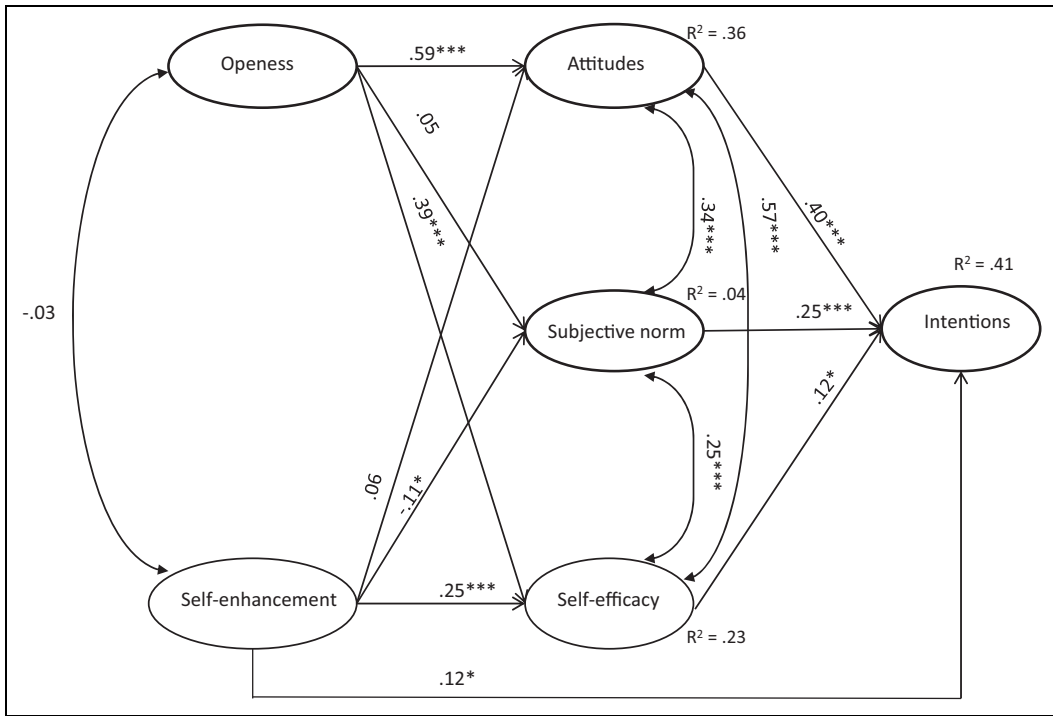 Openess
.59***
Attitudes
R² = .36
.05
.39***
.34***
.57***
.40***
-.03
Subjective norm
R² = .04
.25***
R² = .41
Intentions
.12*
.06
-.11*
.25***
Self-enhancement
.25***
Self-efficacy
R² = .23
.12*